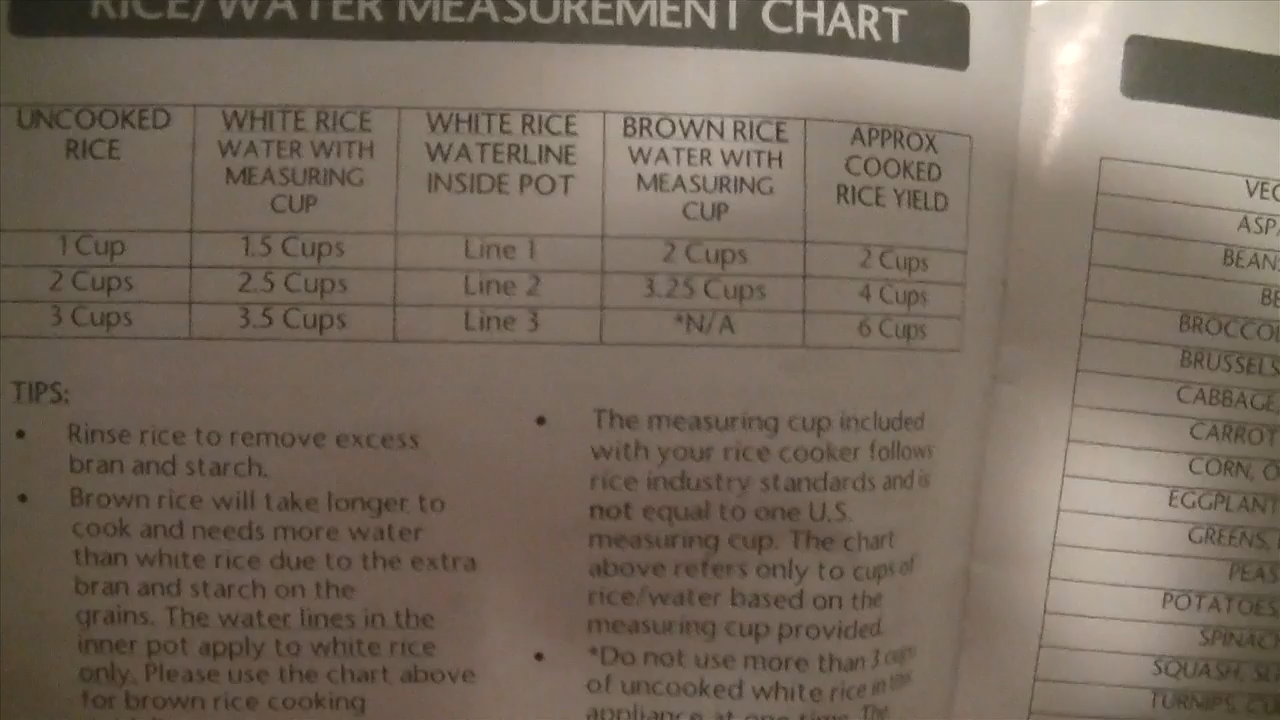 RICE/WATER MEASUREMENT CHART
UNCOOKED RICE | WHITE RICE WATER WITH MEASURING CUP | WHITE RICE WATERLINE INSIDE POT | BROWN RICE WATER WITH MEASURING CUP | APPROX COOKED RICE YIELD
1 Cup | 1.5 Cups | Line 1 | 2 Cups | 2 Cups
2 Cups | 2.5 Cups | Line 2 | 3.25 Cups | 4 Cups
3 Cups | 3.5 Cups | Line 3 | *N/A | 6 Cups
TIPS:
• Rinse rice to remove excess
bran and starch.
• Brown rice will take longer to
cook and needs more water
than white rice due to the extra
bran and starch on the
grains. The water lines in the
inner pot apply to white rice
only. Please use the chart above
for brown rice cooking
• The measuring cup included
with your rice cooker follows
rice industry standards and is
not equal to one U.S.
measuring cup. The chart
above refers only to cups of
rice/water based on the
measuring cup provided.
• *Do not use more than 3 cups
of uncooked white rice in this
appliance at one time. The
VEG
ASPA
BEAN
BE
BROCCO
BRUSSELS
CABBAGE
CARROT
CORN,
EGGPLANT
GREENS,
PEAS
POTATOES
SPINAC
SQUASH,
TURNIPS,